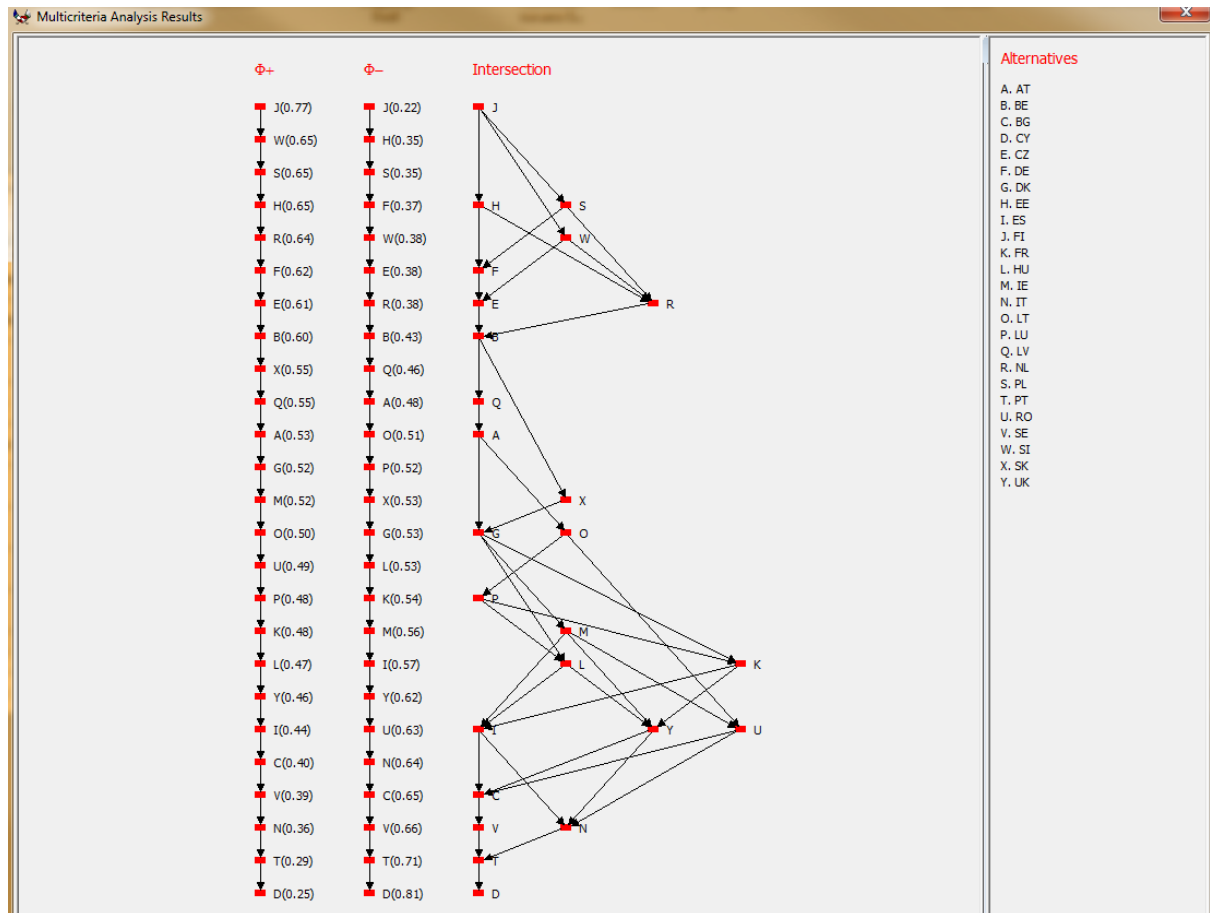 Multicriteria Analysis Results
Φ+ Φ− Intersection
J(0.77) J(0.22) J
W(0.65) H(0.35)
S(0.65) S(0.35)
H(0.65) F(0.37) H S
R(0.64) W(0.38) W
F(0.62) E(0.38) F
E(0.61) R(0.38) E R
B(0.60) B(0.43) B
X(0.55) Q(0.46)
Q(0.55) A(0.48) Q
A(0.53) O(0.51) A
G(0.52) P(0.52)
M(0.52) X(0.53) X
O(0.50) G(0.53) G O
U(0.49) L(0.53)
P(0.48) K(0.54) P
K(0.48) M(0.56) M
L(0.47) I(0.57) L K
Y(0.46) Y(0.62)
I(0.44) U(0.63) I Y U
C(0.40) N(0.64)
V(0.39) C(0.65) C
N(0.36) V(0.66) V N
T(0.29) T(0.71) T
D(0.25) D(0.81) D
Alternatives
A. AT
B. BE
C. BG
D. CY
E. CZ
F. DE
G. DK
H. EE
I. ES
J. FI
K. FR
L. HU
M. IE
N. IT
O. LT
P. LU
Q. LV
R. NL
S. PL
T. PT
U. RO
V. SE
W. SI
X. SK
Y. UK